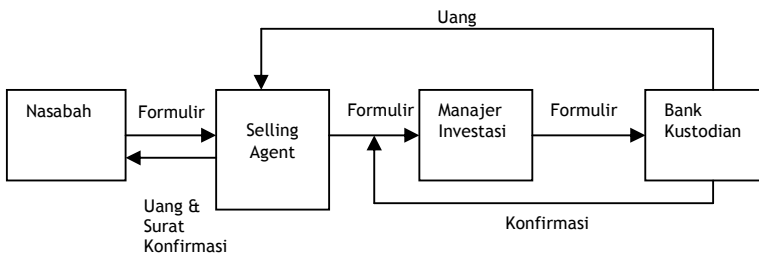 Uang
Nasabah
Formulir
Selling
Agent
Formulir
Manajer
Investasi
Formulir
Bank
Kustodian
Uang &
Surat
Konfirmasi
Konfirmasi